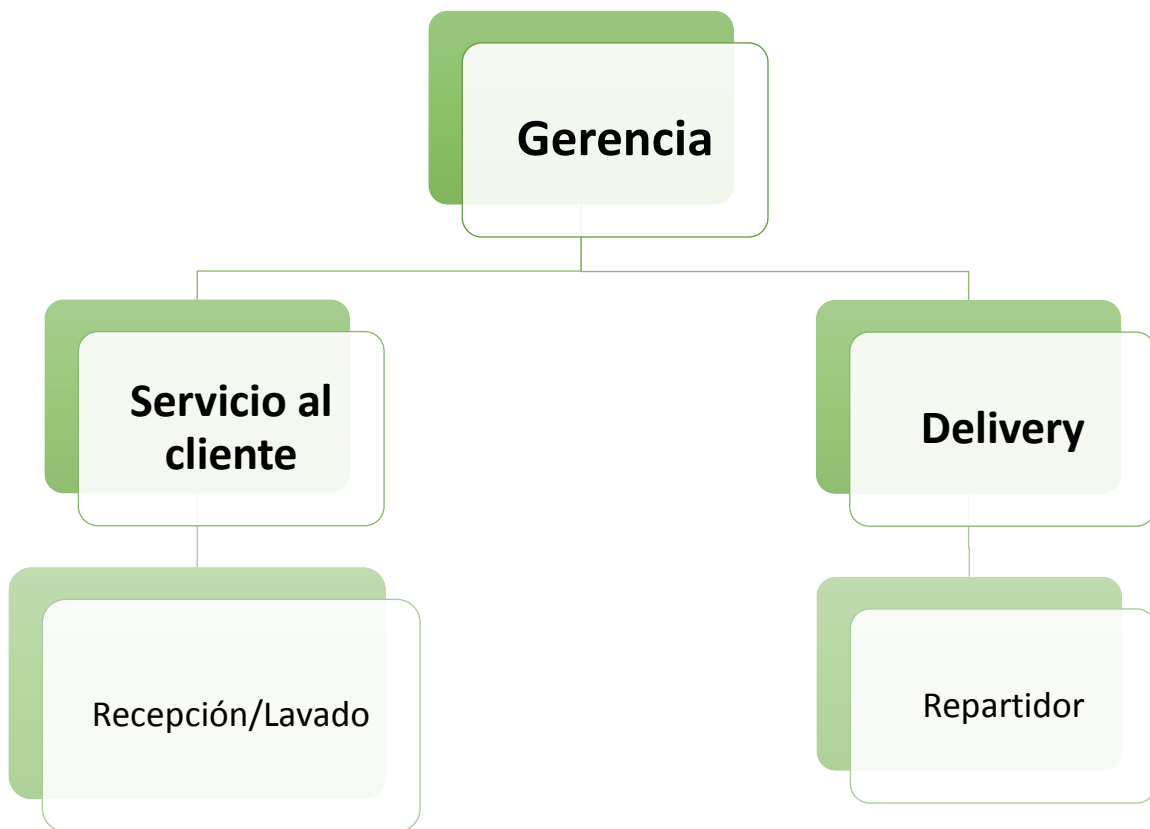 Gerencia
Servicio al
cliente
Delivery
Recepción/Lavado
Repartidor